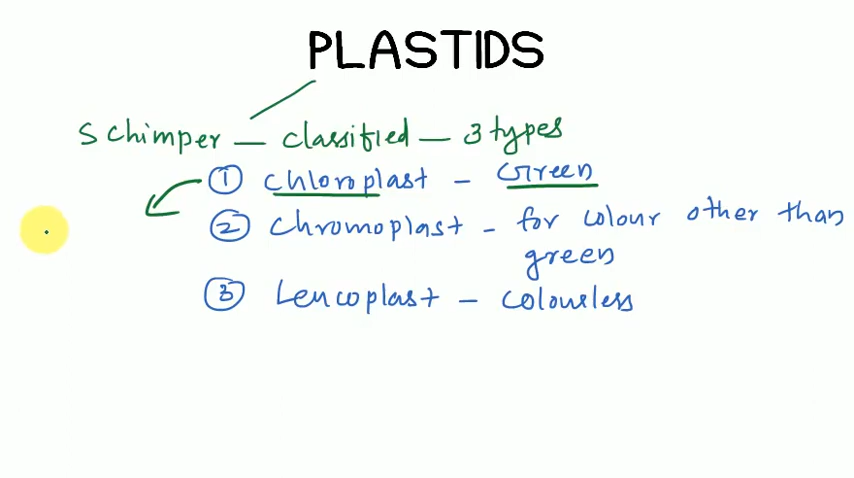 PLASTIDS
Schimper — classified — 3 types
① Chloroplast - Green
② Chromoplast - for colour other than
green
③ Leucoplast - colourless